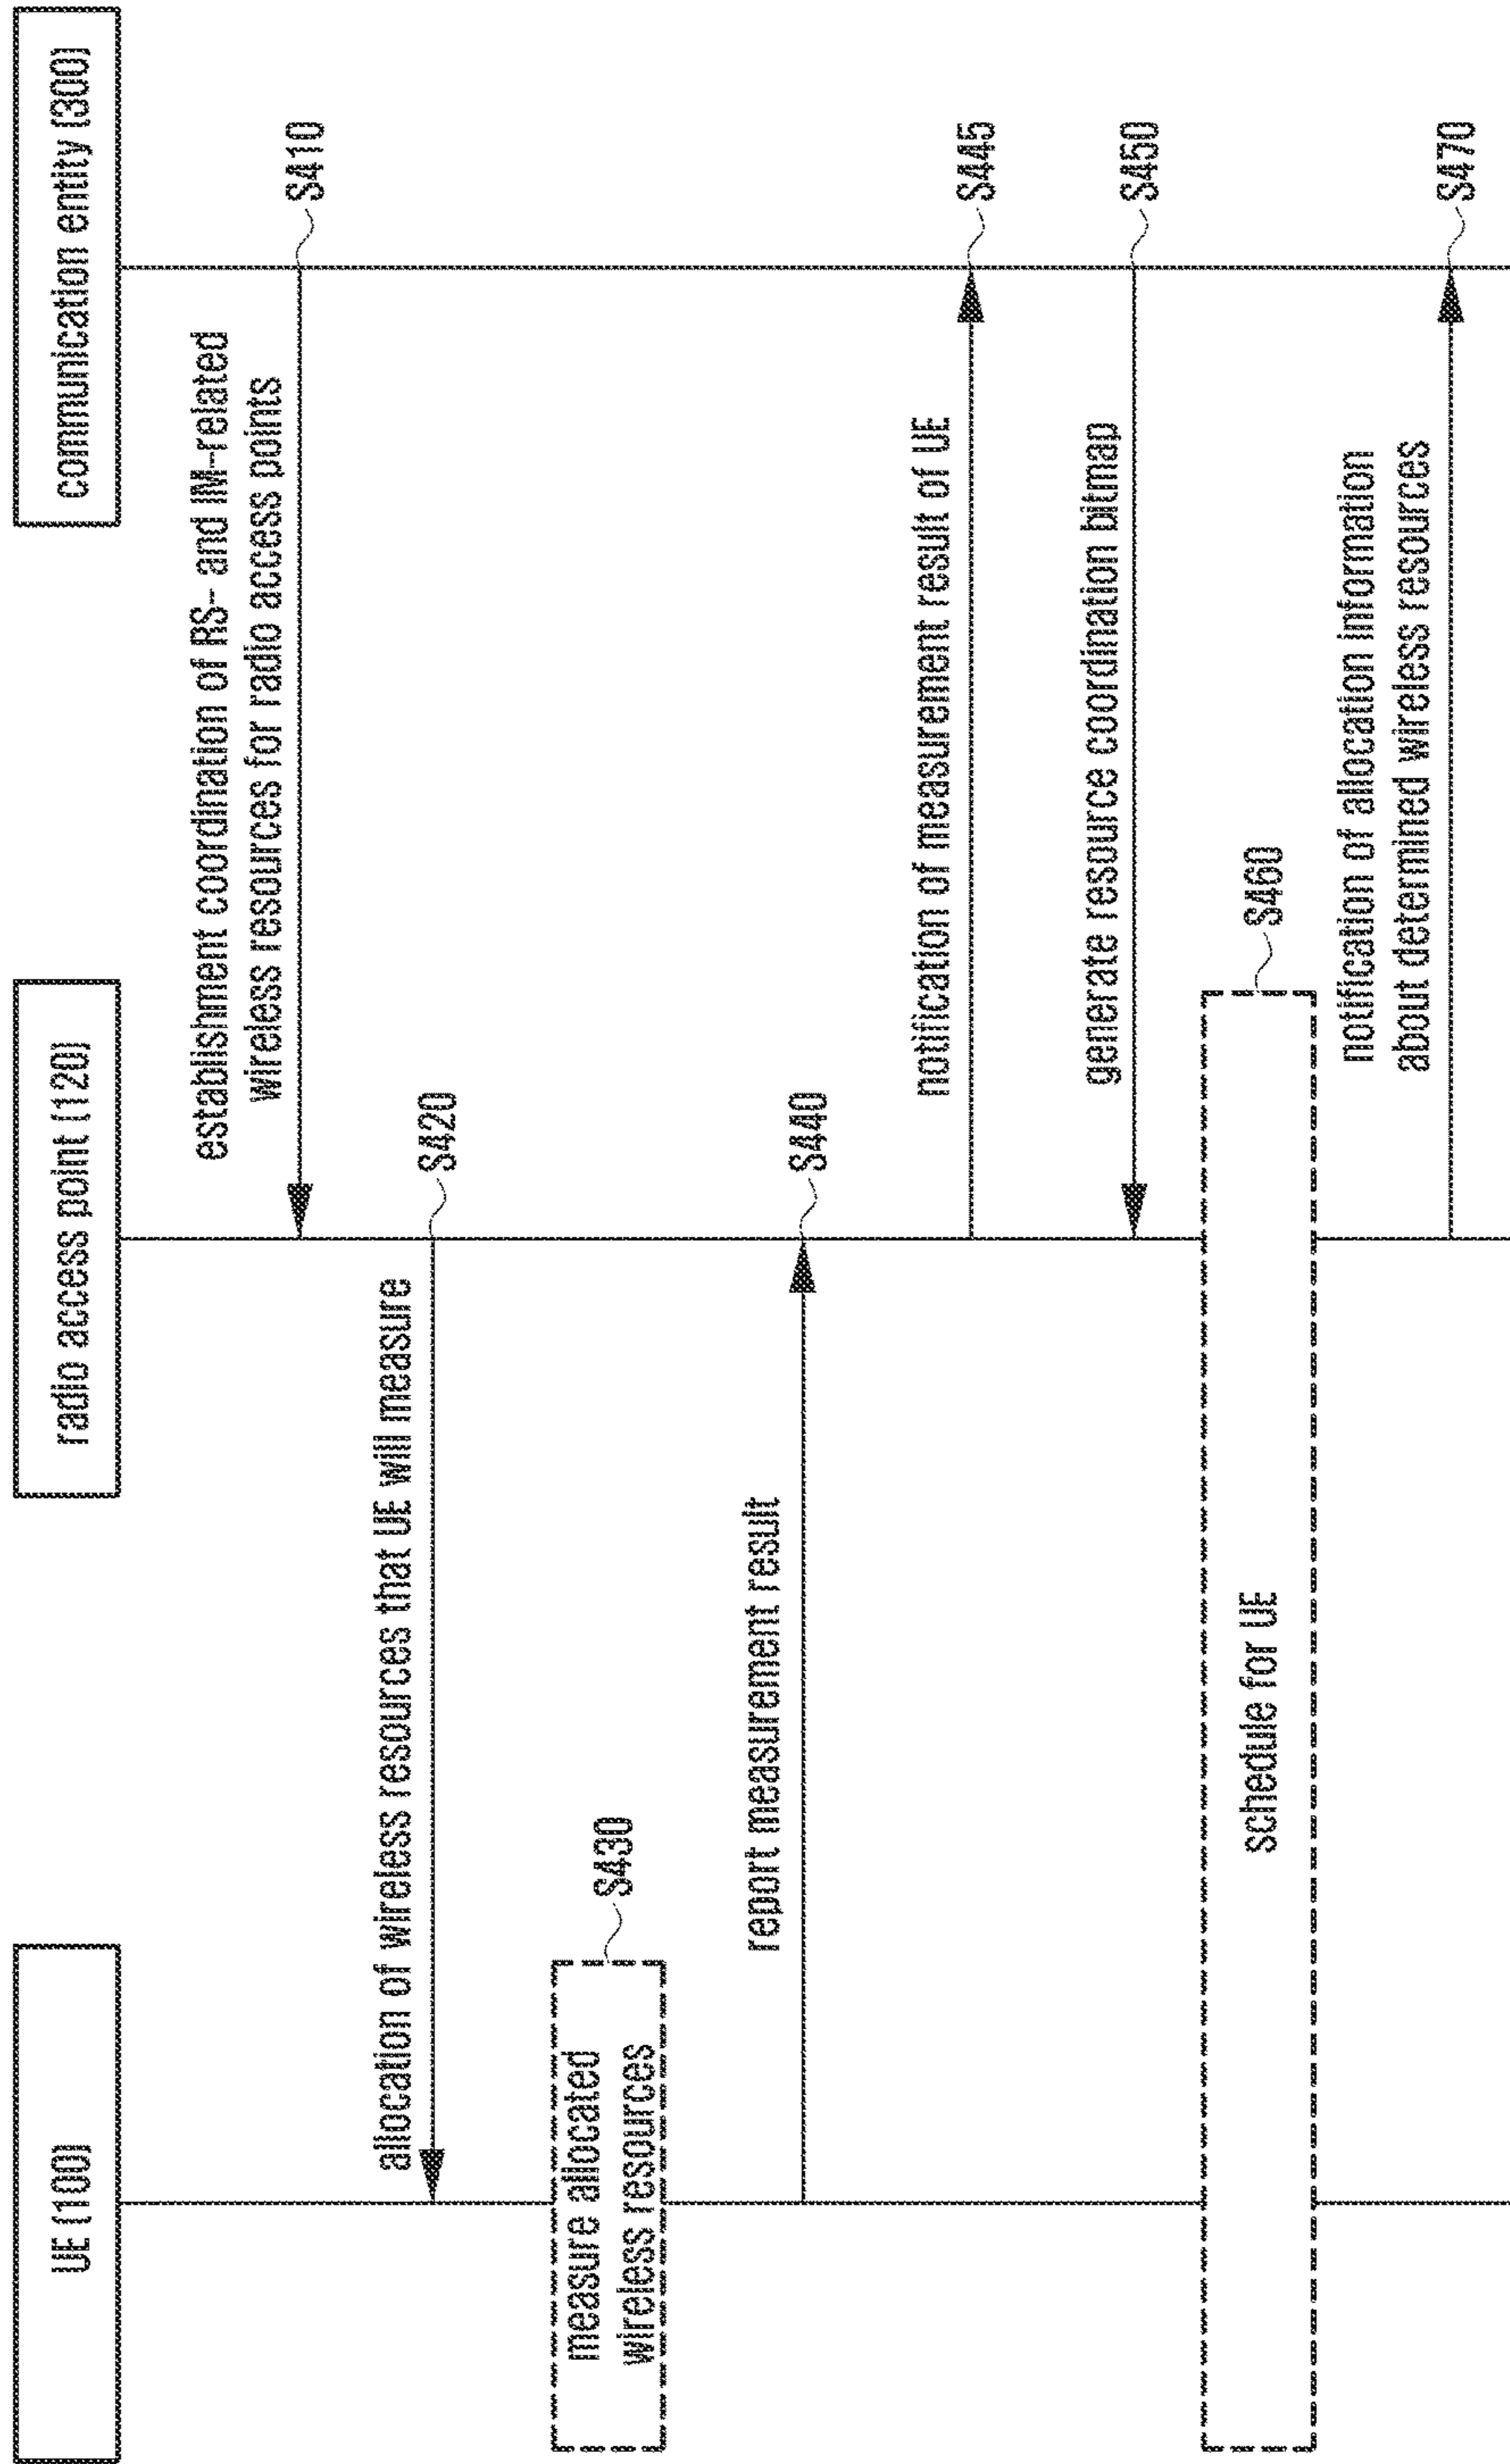 UE (100)
radio access point (120)
communication entity (300)
establishment coordination of RS- and IM-related
wireless resources for radio access points
S410
allocation of wireless resources that UE will measure
S420
measure allocated
wireless resources
S430
report measurement result
S440
notification of measurement result of UE
S445
generate resource coordination bitmap
S450
schedule for UE
S460
notification of allocation information
about determined wireless resources
S470